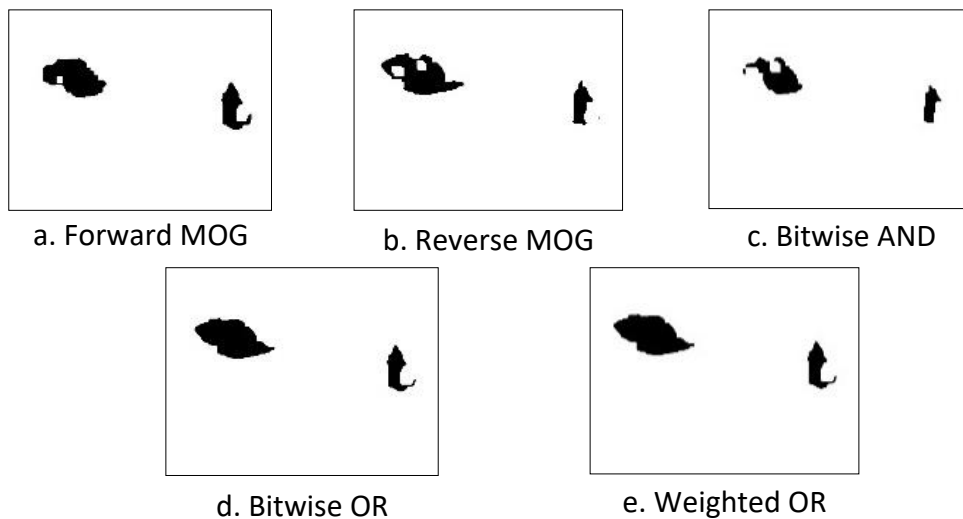 a. Forward MOG
b. Reverse MOG
c. Bitwise AND
d. Bitwise OR
e. Weighted OR